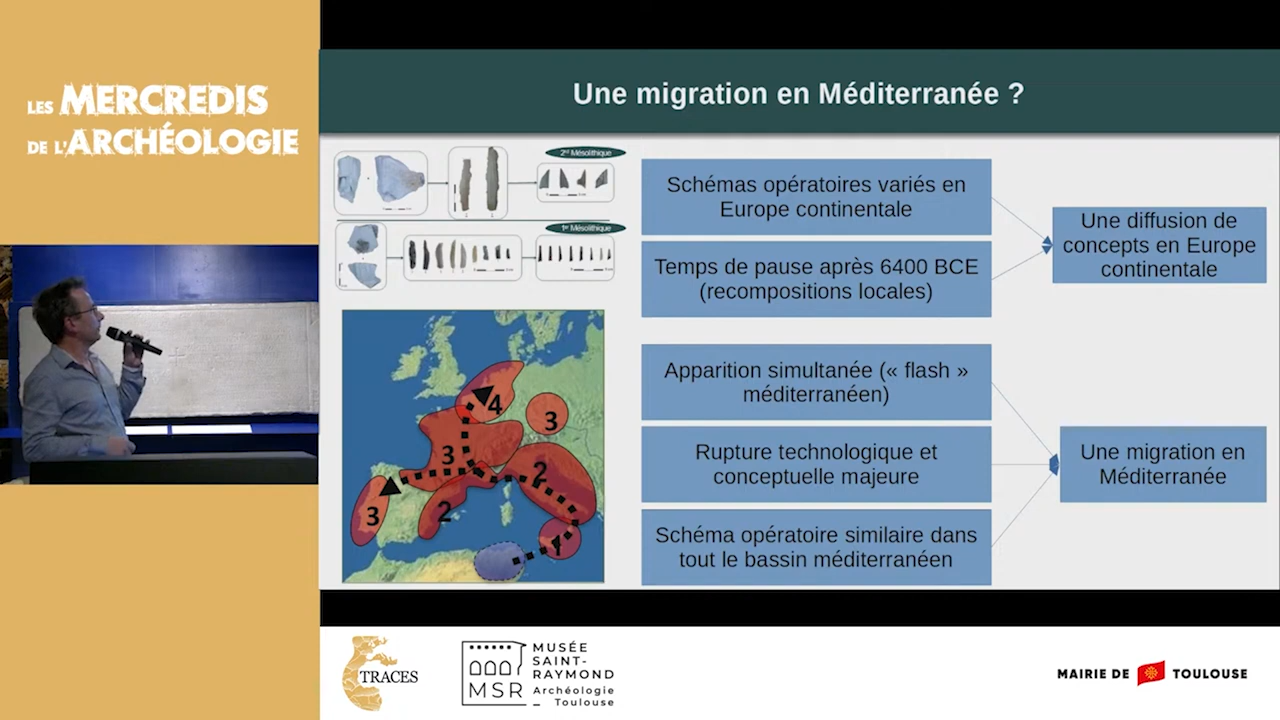 LES MERCREDIS
DE L'ARCHÉOLOGIE
Une migration en Méditerranée ?
2nd Mésolithique
1er Mésolithique
Schémas opératoires variés en
Europe continentale
Temps de pause après 6400 BCE
(recompositions locales)
Une diffusion de
concepts en Europe
continentale
Apparition simultanée (« flash »
méditerranéen)
Rupture technologique et
conceptuelle majeure
Schéma opératoire similaire dans
tout le bassin méditerranéen
Une migration en
Méditerranée
4
3
3
2
2
3
1
TRACES
MSR
MUSÉE
SAINT-
RAYMOND
Archéologie
Toulouse
MAIRIE DE TOULOUSE